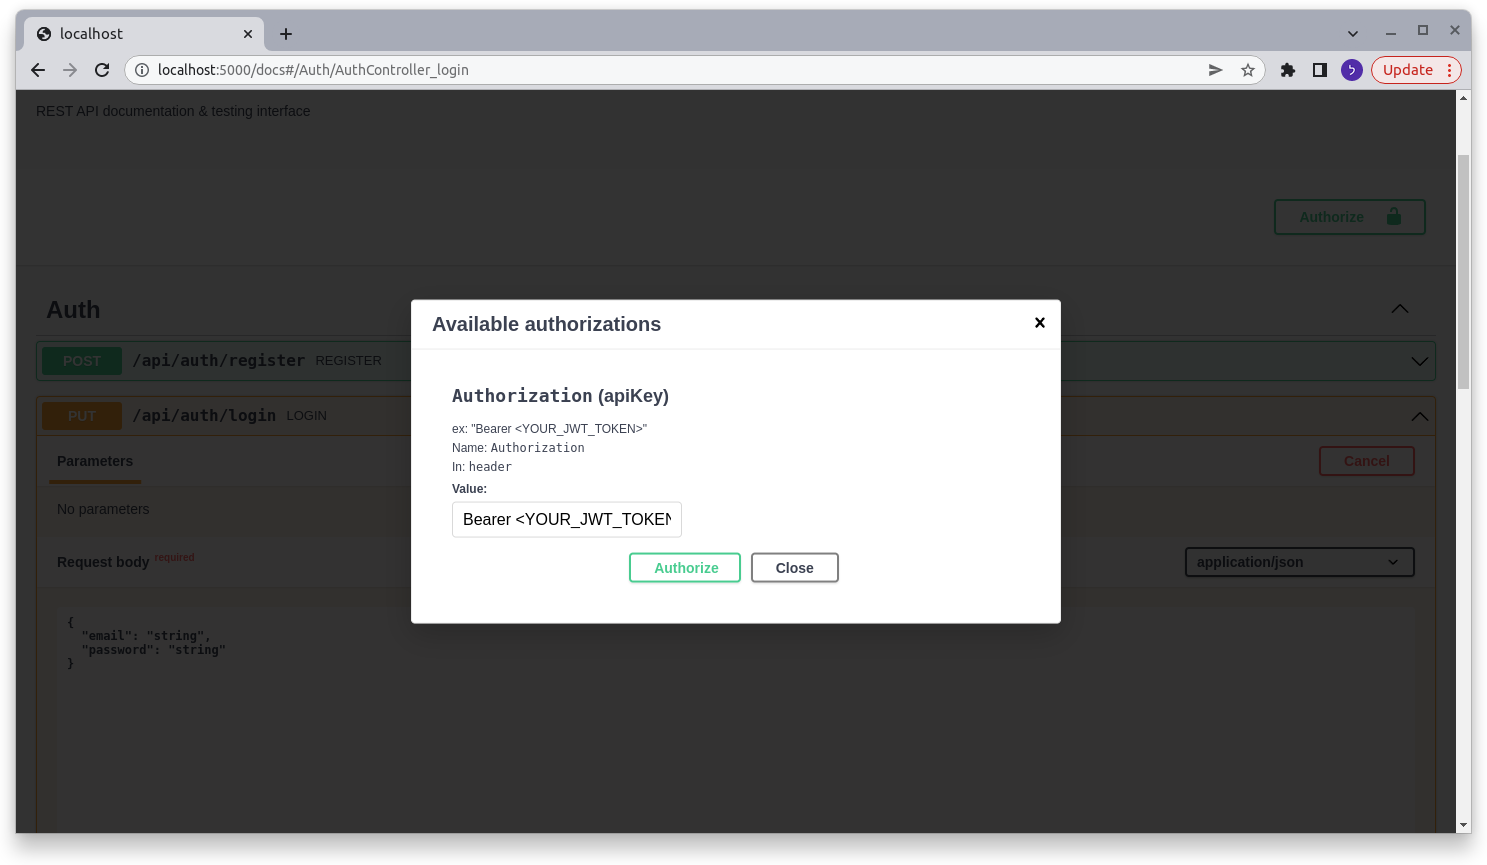 localhost
localhost:5000/docs#/Auth/AuthController_login
Update
REST API documentation & testing interface
Authorize
Auth
Available authorizations
POST /api/auth/register REGISTER
Authorization (apiKey)
PUT /api/auth/login LOGIN
ex: "Bearer <YOUR_JWT_TOKEN>"
Name: Authorization
Parameters
Cancel
In: header
Value:
No parameters
Bearer <YOUR_JWT_TOKEN
Request body required
application/json
Authorize
Close
{
"email": "string",
"password": "string"
}